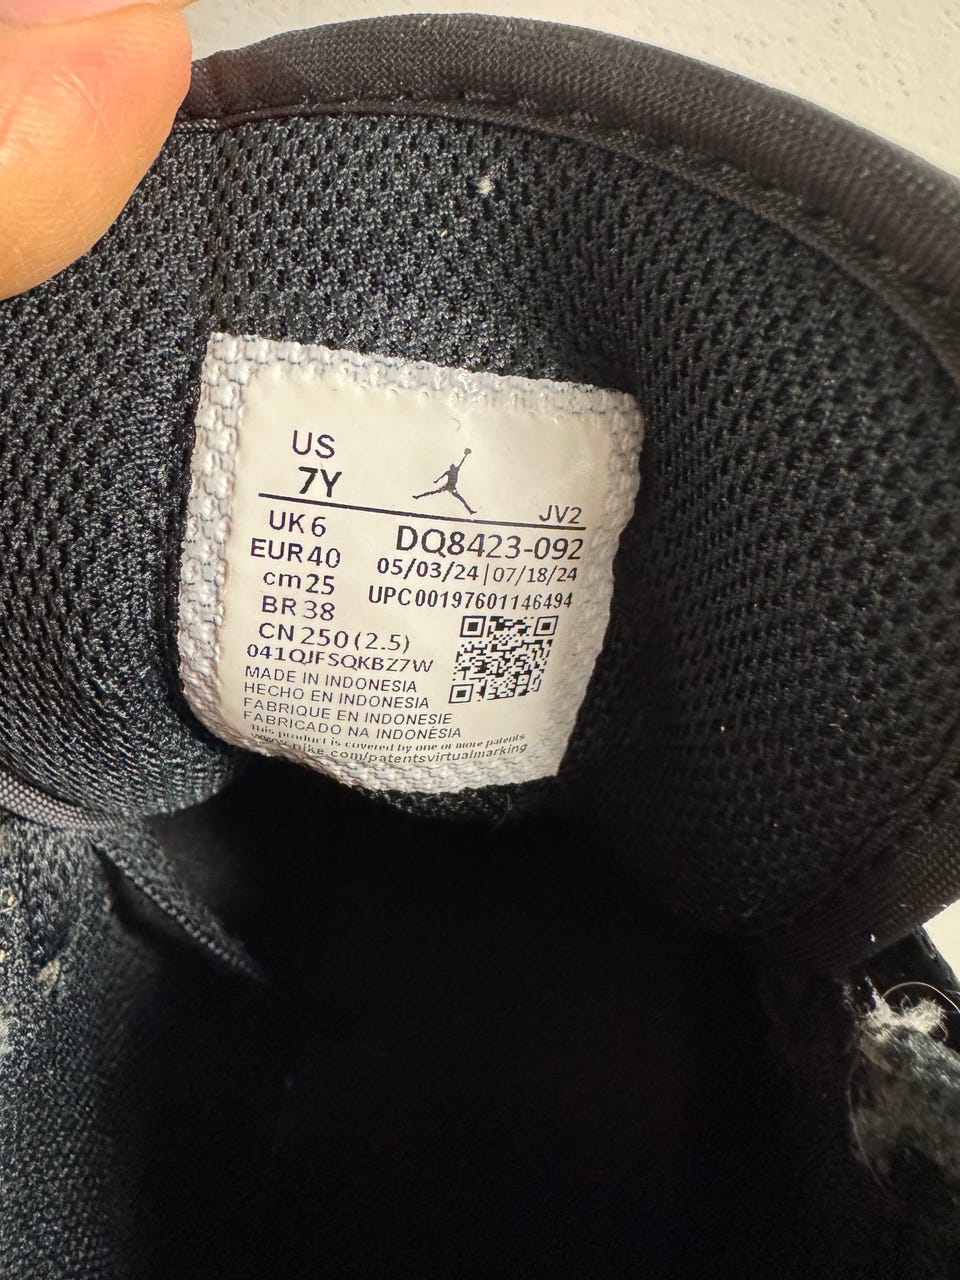 US
7Y
JV2
UK 6
DQ8423-092
EUR 40
05/03/24 | 07/18/24
cm 25
UPC 00197601146494
BR 38
CN 250 (2.5)
041QJFSQKBZ7W
MADE IN INDONESIA
HECHO EN INDONESIA
FABRIQUE EN INDONESIE
FABRICADO NA INDONÉSIA
This product is covered by one or more patents
www.nike.com/patentsvirtualmarking